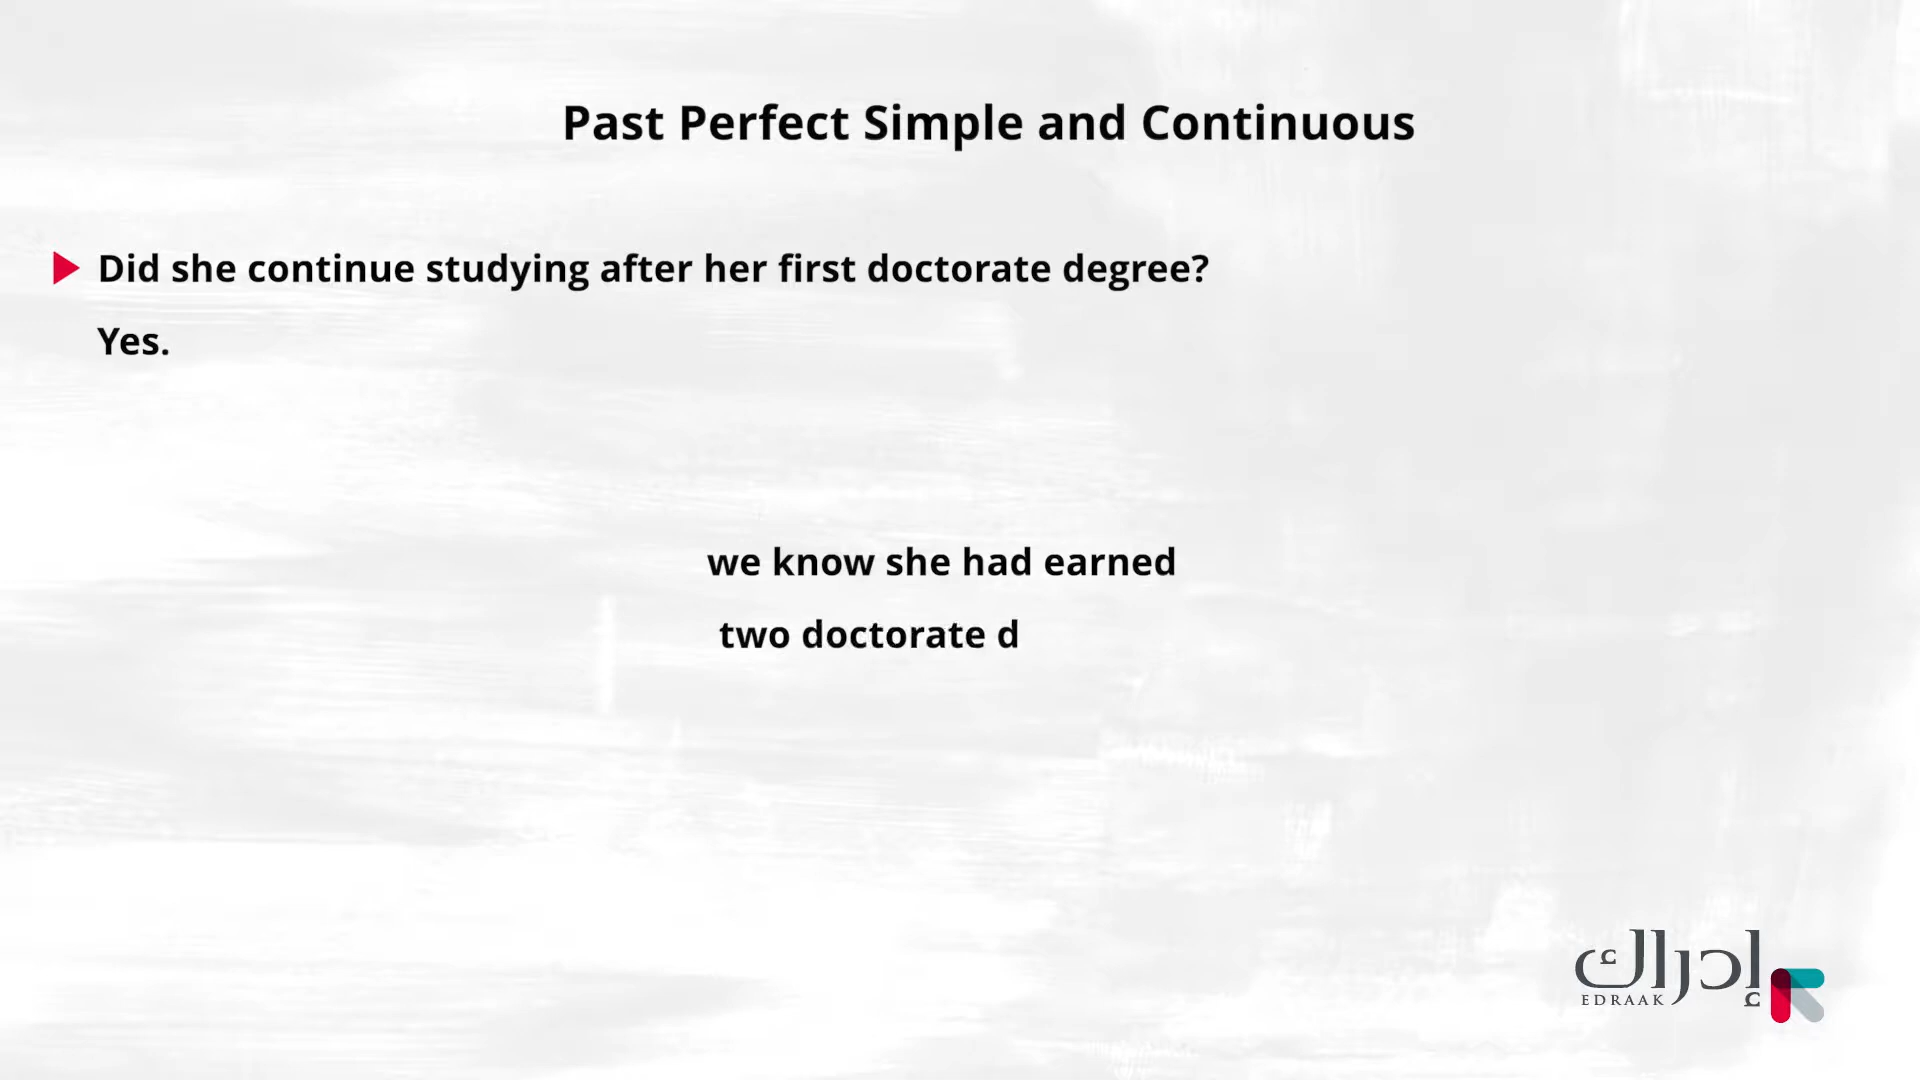 Past Perfect Simple and Continuous
Did she continue studying after her first doctorate degree?
Yes.
we know she had earned
two doctorate d
إدراك
EDRAAK